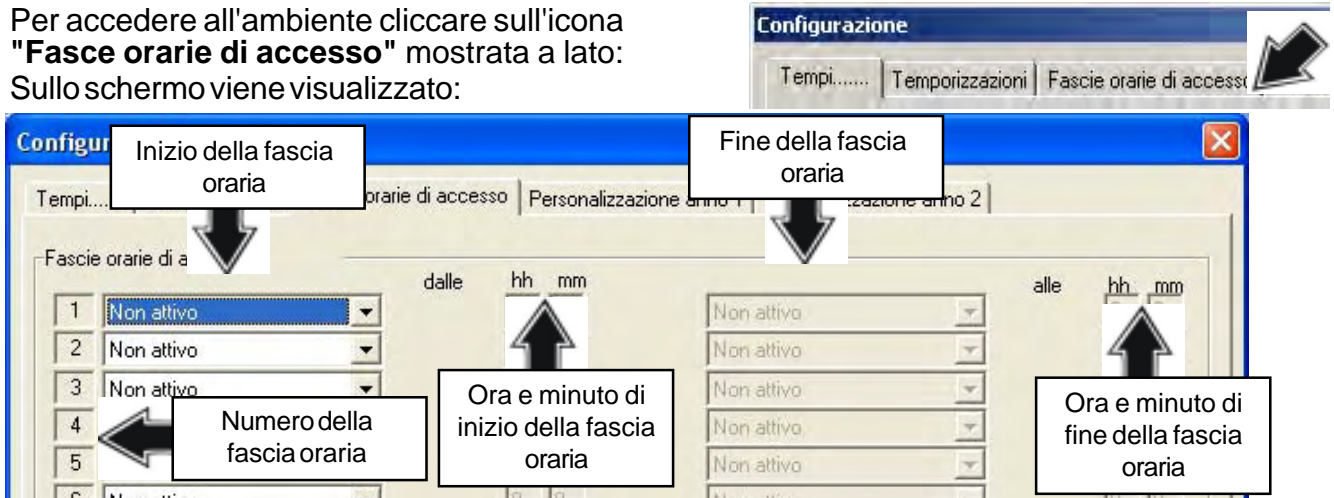 Per accedere all'ambiente cliccare sull'icona
"Fasce orarie di accesso" mostrata a lato:
Sullo schermo viene visualizzato:
Configurazione
Tempi....... Temporizzazioni Fascie orarie di accesso
Configur
Inizio della fascia
oraria
Fine della fascia
oraria
Tempi.... orarie di accesso Personalizzazione anno 1 anno 2
Fascie orarie di a
dalle hh mm alle hh mm
1 Non attivo Non attivo
2 Non attivo Non attivo
3 Non attivo Non attivo
4 Non attivo
5 Non attivo
Numero della
fascia oraria
Ora e minuto di
inizio della fascia
oraria
Ora e minuto di
fine della fascia
oraria